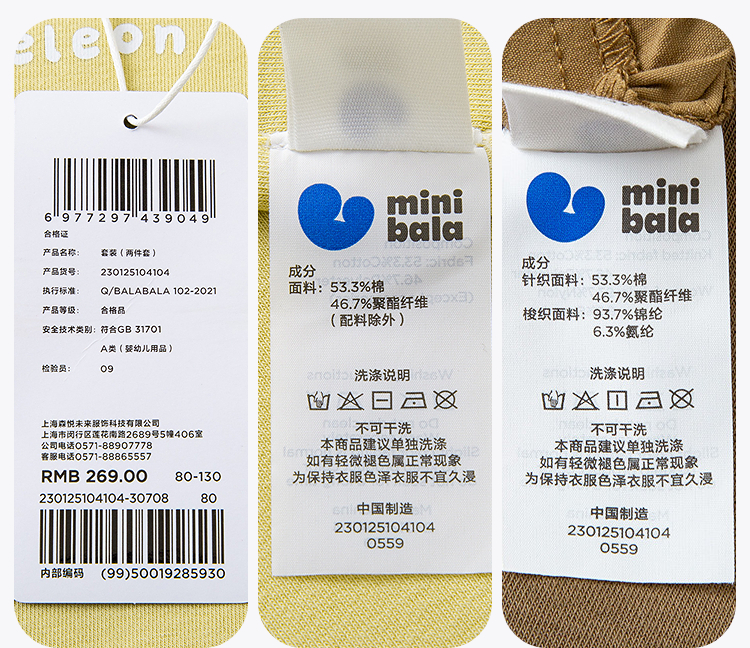 eleon
6 977297 439049
合格证
产品名称: 套装（两件套）
产品货号: 230125104104
执行标准: Q/BALABALA 102-2021
产品等级: 合格品
安全技术类别: 符合GB 31701
A类（婴幼儿用品）
检验员: 09
上海森悦未来服饰科技有限公司
上海市闵行区莲花南路2689号5幢406室
公司电话0571-88907778
客服电话0571-88865557
RMB 269.00 80-130
230125104104-30708 80
内部编码 (99)50019285930
mini
bala
成分
面料: 53.3%棉
46.7%聚酯纤维
（配料除外）
洗涤说明
不可干洗
本商品建议单独洗涤
如有轻微褪色属正常现象
为保持衣服色泽衣服不宜久浸
中国制造
230125104104
0559
mini
bala
成分
针织面料: 53.3%棉
46.7%聚酯纤维
梭织面料: 93.7%锦纶
6.3%氨纶
洗涤说明
不可干洗
本商品建议单独洗涤
如有轻微褪色属正常现象
为保持衣服色泽衣服不宜久浸
中国制造
230125104104
0559